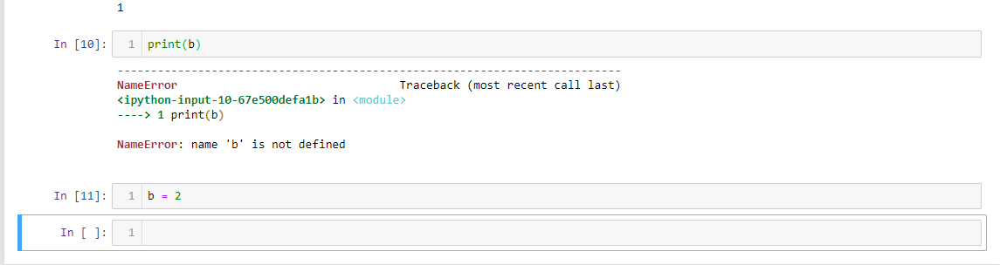 1
In [10]: 1 print(b)
---------------------------------------------------------------------------
NameError                                 Traceback (most recent call last)
<ipython-input-10-67e500defa1b> in <module>
----> 1 print(b)
NameError: name 'b' is not defined
In [11]: 1 b = 2
In [ ]: 1